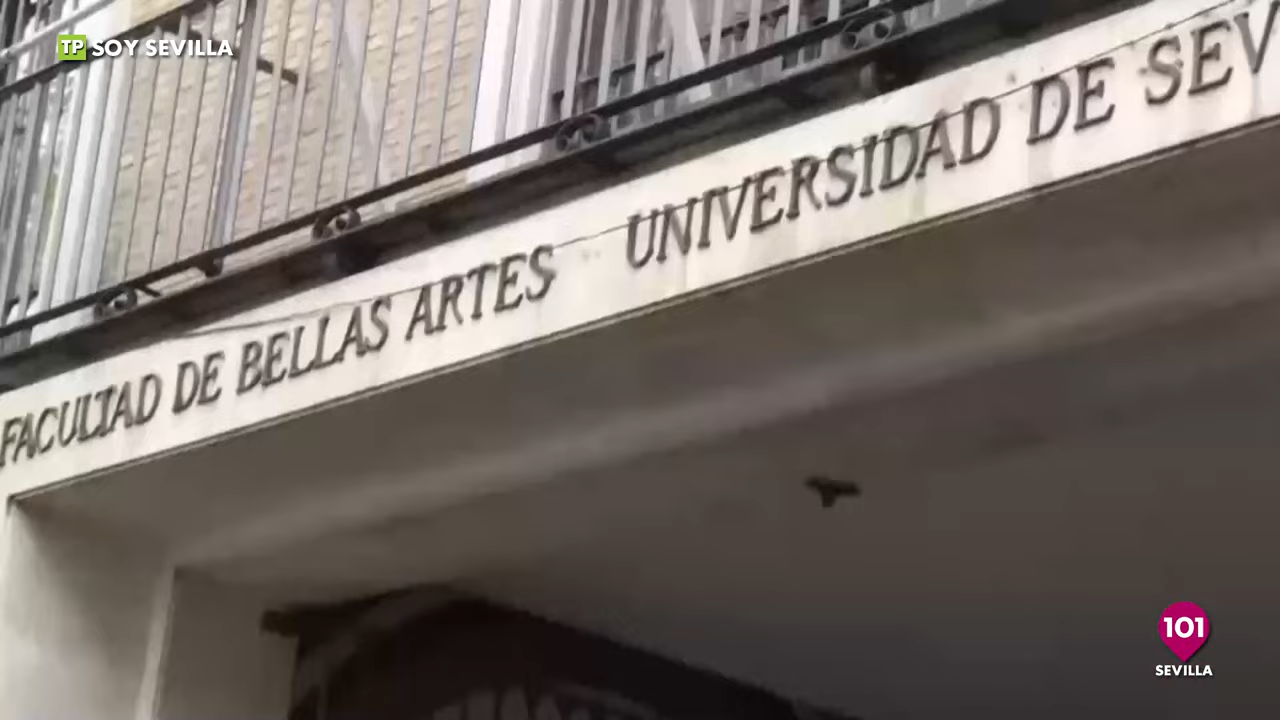 TP SOY SEVILLA
FACULTAD DE BELLAS ARTES UNIVERSIDAD DE SEV
101
SEVILLA